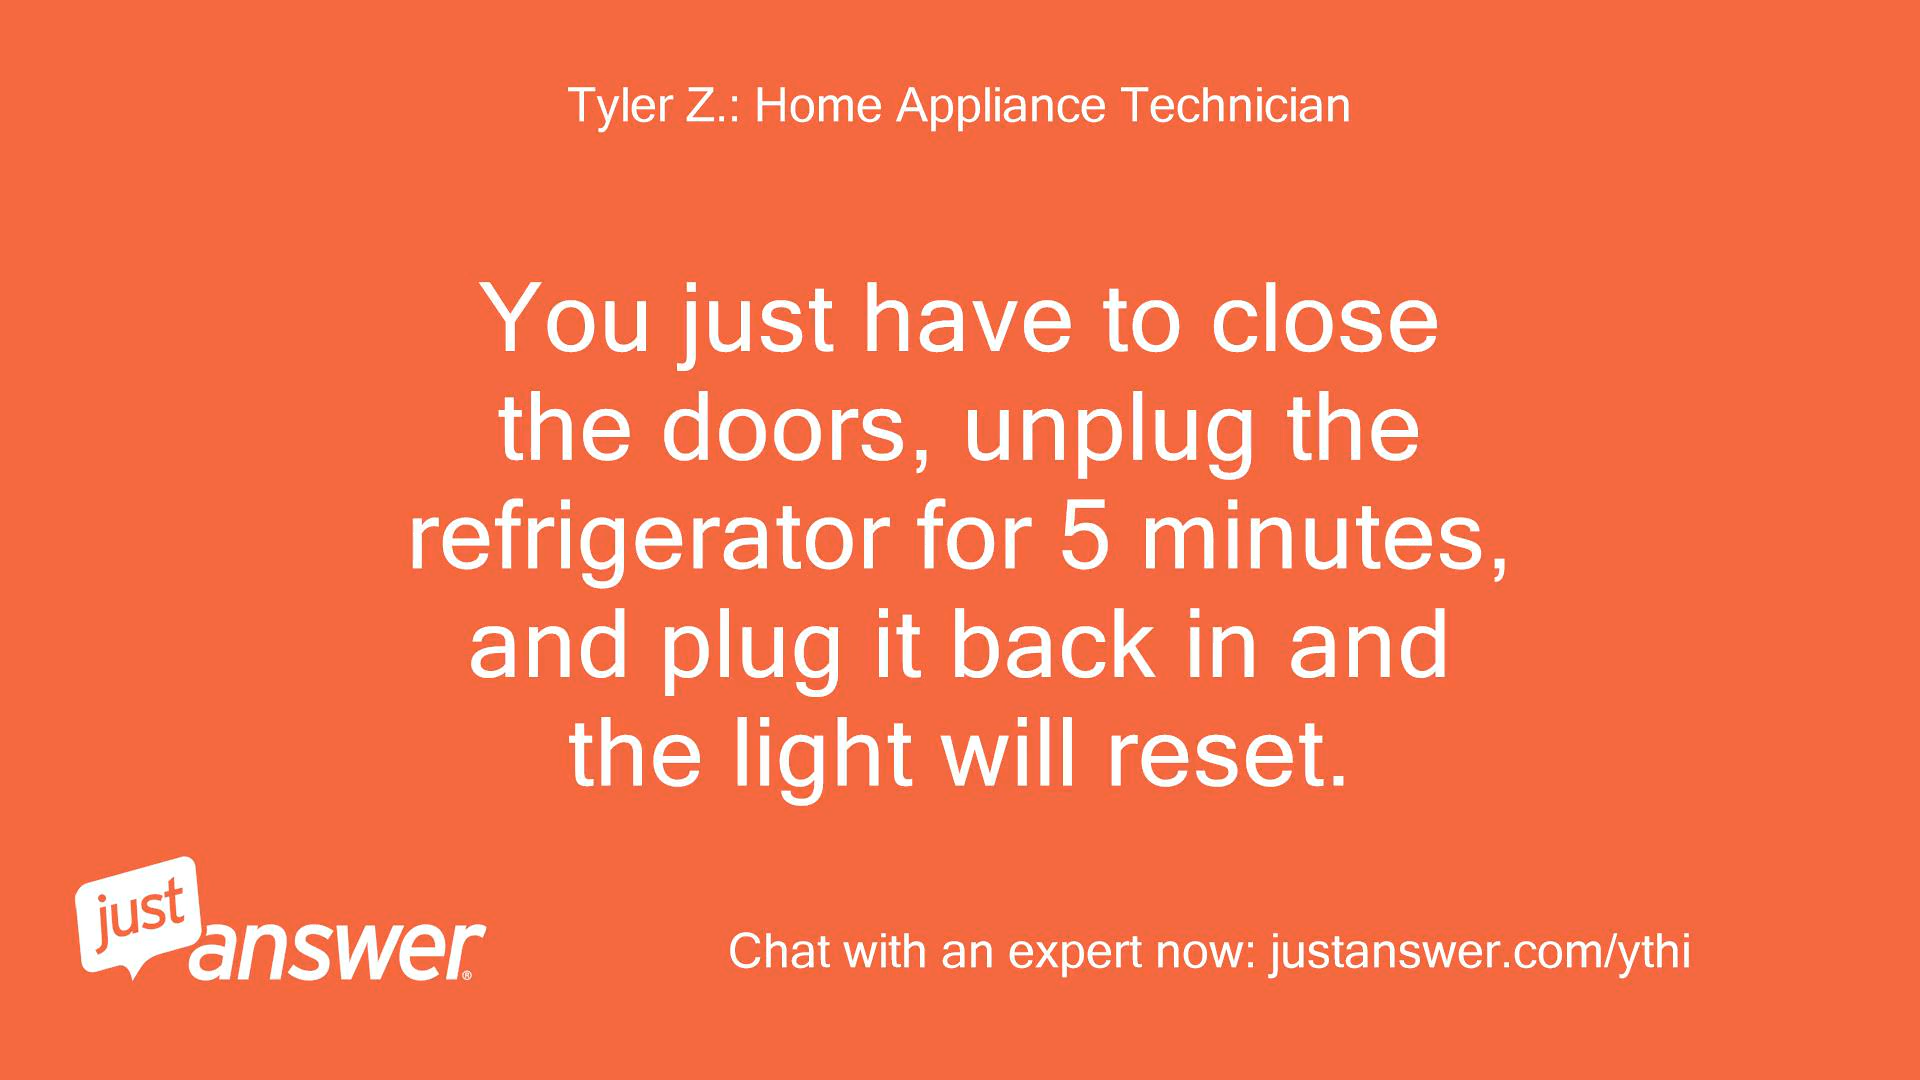 Tyler Z.: Home Appliance Technician
You just have to close
the doors, unplug the
refrigerator for 5 minutes,
and plug it back in and
the light will reset.
just
answer®
Chat with an expert now: justanswer.com/ythi